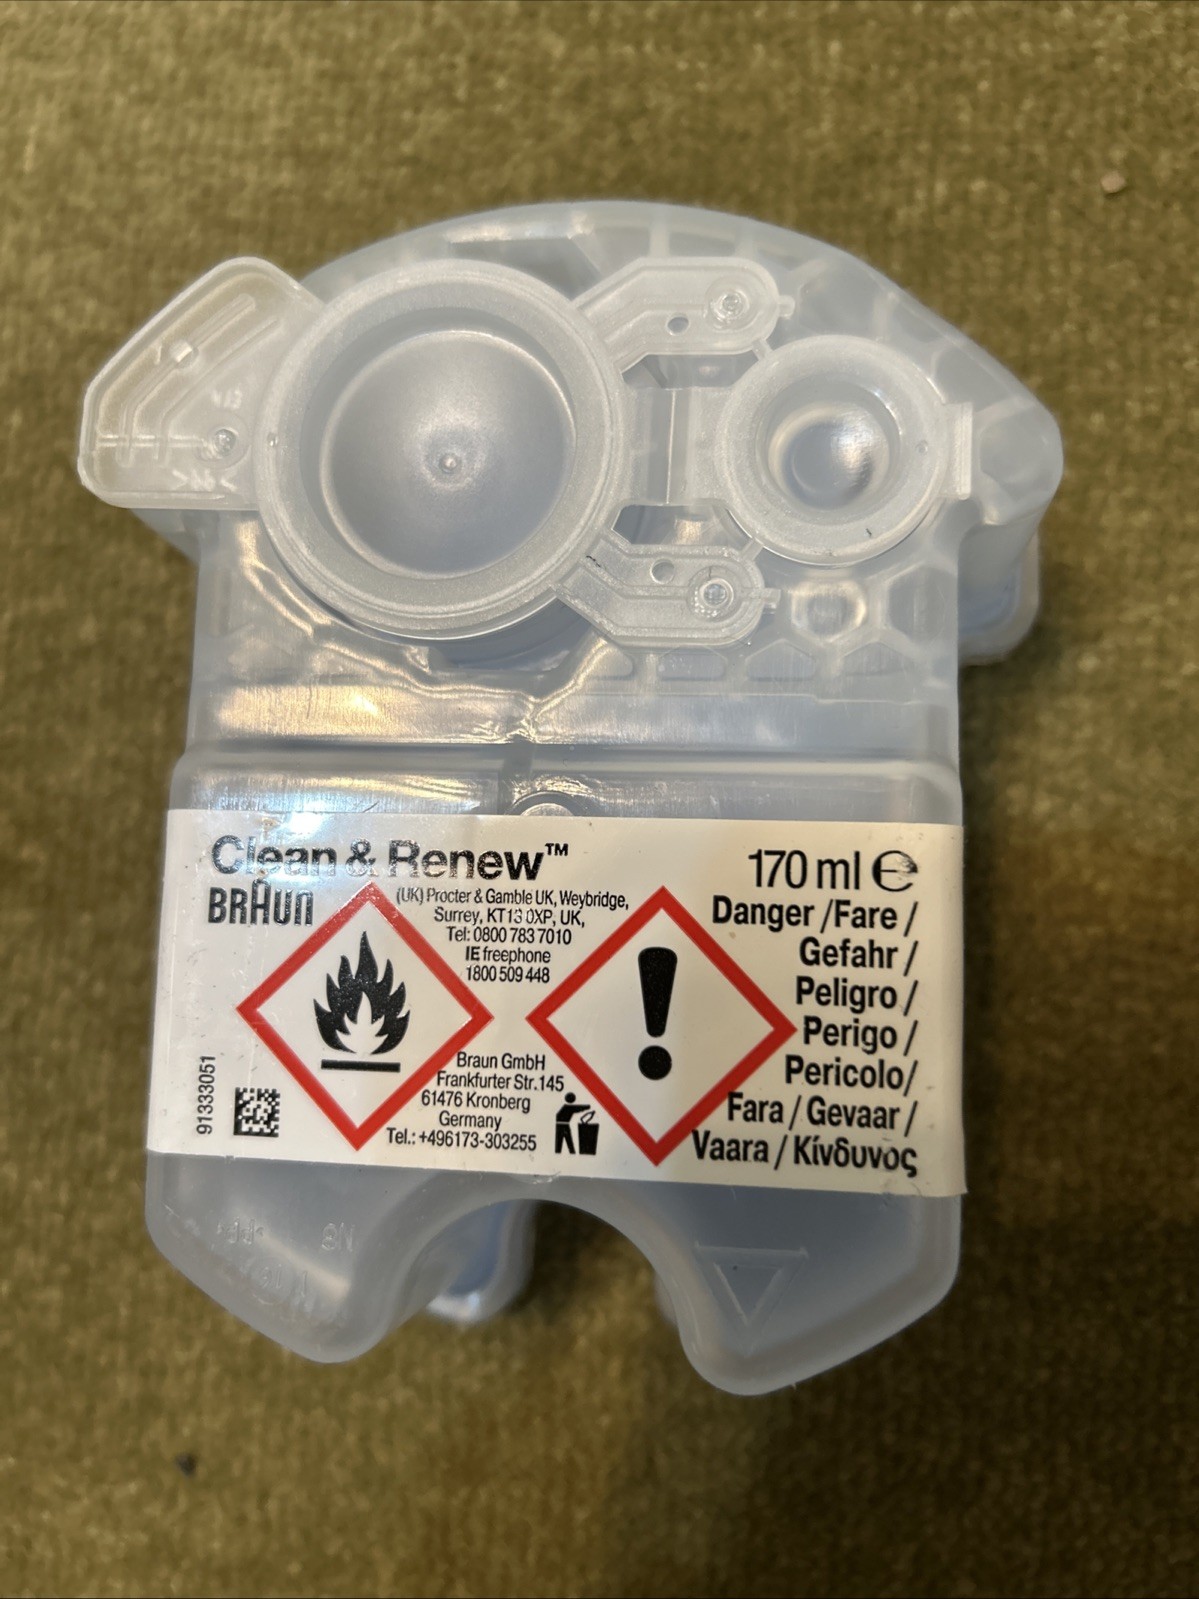 Clean & Renew™
BRAUN
(UK) Procter & Gamble UK, Weybridge,
Surrey, KT13 0XP, UK,
Tel: 0800 783 7010
IE freephone
1800 509 448
Braun GmbH
Frankfurter Str.145
61476 Kronberg
Germany
Tel.: +496173-303255
91333051
170 ml ℮
Danger /Fare /
Gefahr /
Peligro /
Perigo /
Pericolo/
Fara / Gevaar /
Vaara / Κίνδυνος